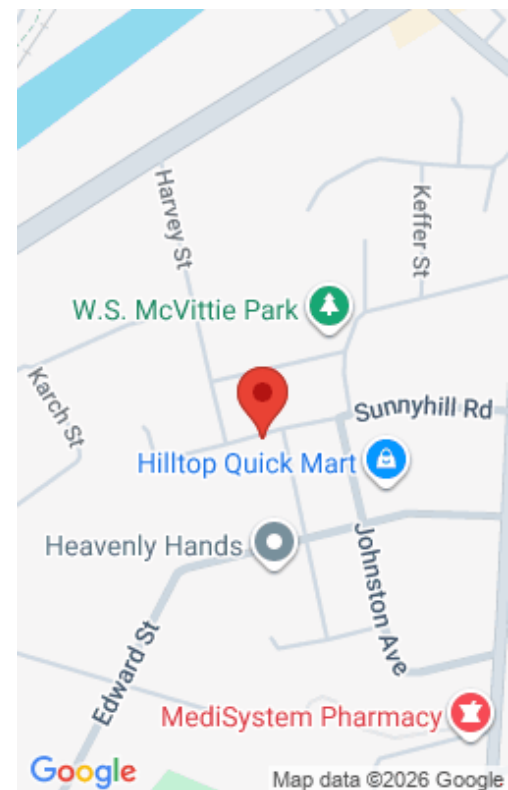 Harvey St
Keffer St
W.S. McVittie Park
Karch St
Sunnyhill Rd
Hilltop Quick Mart
Heavenly Hands
Johnston Ave
Edward St
MediSystem Pharmacy
Google
Map data ©2026 Google